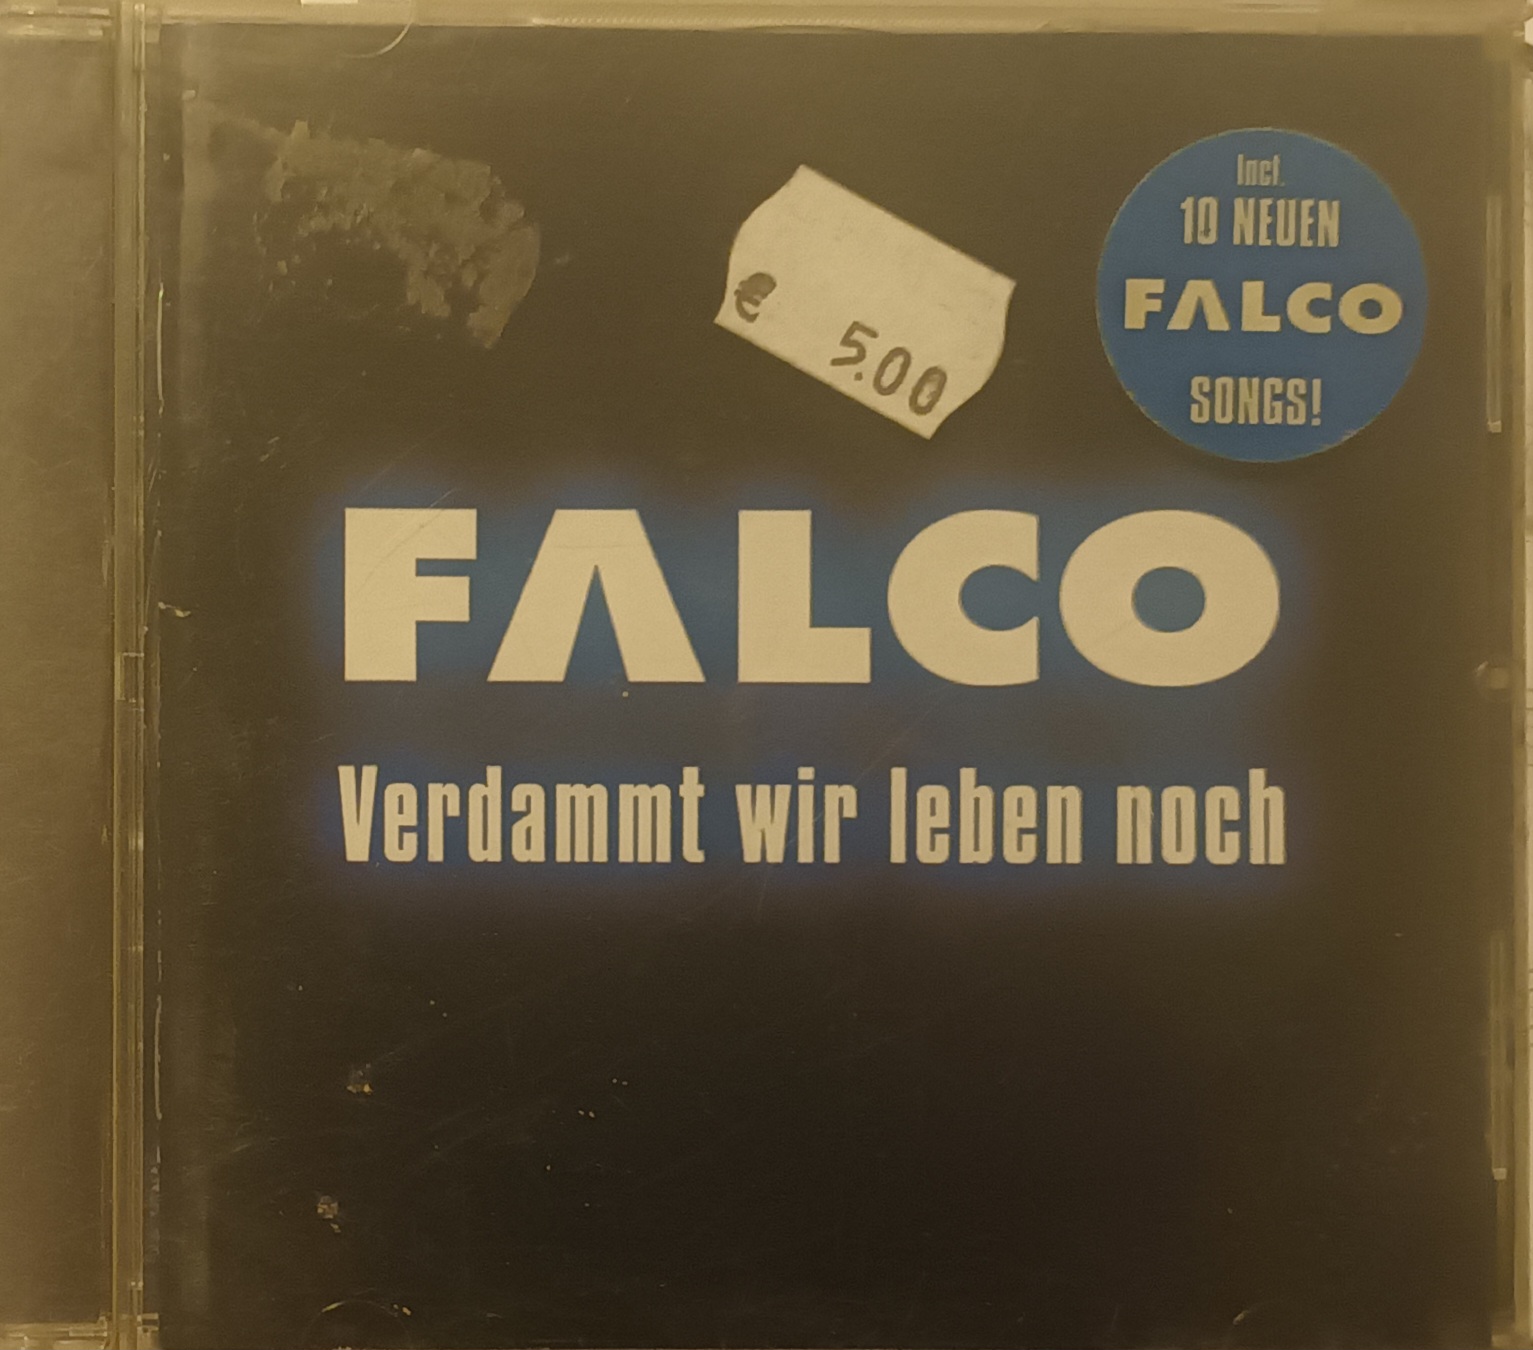 € 5.00
Incl.
10 NEUEN
FALCO
SONGS!
FALCO
Verdammt wir leben noch